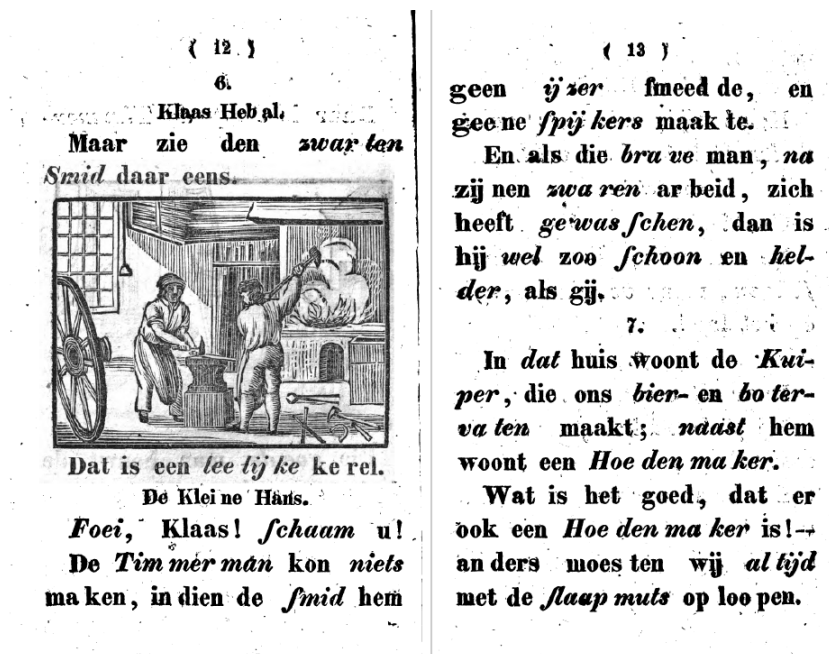 ( 12 )
6.
Klaas Heb al.
Maar zie den zwar ten
Smid daar eens.
Dat is een lee lij ke ke rel.
De Klei ne Hans.
Foei, Klaas! ſchaam u!
De Tim mer man kon niets
ma ken, in dien de ſmid hem
( 13 )
geen ij zer ſmeed de, en
gee ne ſpij kers maak te.
En als die bra ve man, na
zij nen zwa ren ar beid, zich
heeft ge was ſchen, dan is
hij wel zoo ſchoon en hel-
der, als gij.
7.
In dat huis woont de Kui-
per, die ons bier- en bo ter-
va ten maakt; naast hem
woont een Hoe den ma ker.
Wat is het goed, dat er
ook een Hoe den ma ker is!—
an ders moes ten wij al tijd
met de ſlaap muts op loo pen.